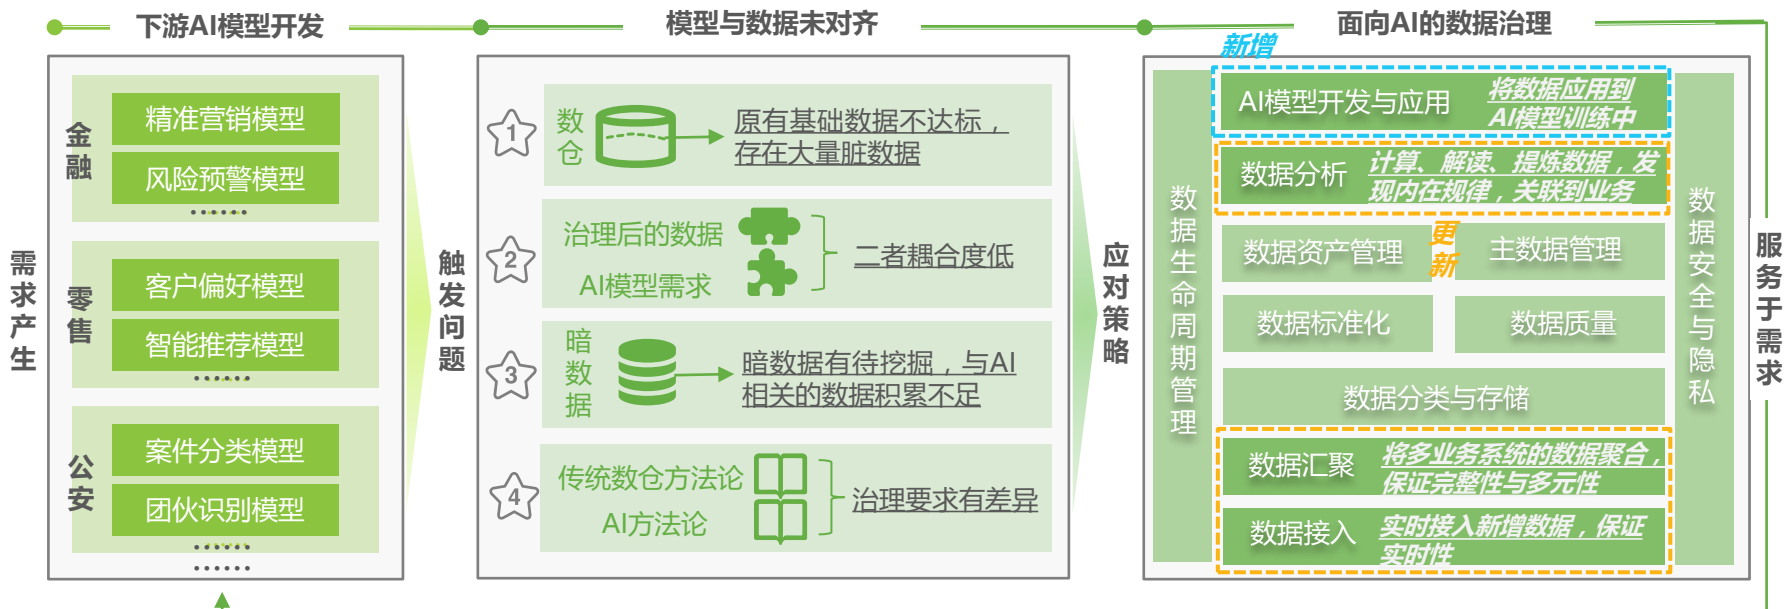 下游AI模型开发
模型与数据未对齐
面向AI的数据治理
需求产生
金融
精准营销模型
风险预警模型
……
零售
客户偏好模型
智能推荐模型
……
公安
案件分类模型
团伙识别模型
……
……
触发问题
1
数仓
原有基础数据不达标，
存在大量脏数据
2
治理后的数据
AI模型需求
二者耦合度低
3
暗数据
暗数据有待挖掘，与AI
相关的数据积累不足
4
传统数仓方法论
AI方法论
治理要求有差异
应对策略
数据生命周期管理
新增
AI模型开发与应用
将数据应用到
AI模型训练中
数据分析
计算、解读、提炼数据，发
现内在规律，关联到业务
数据资产管理
更新
主数据管理
数据标准化
数据质量
数据分类与存储
数据汇聚
将多业务系统的数据聚合，
保证完整性与多元性
数据接入
实时接入新增数据，保证
实时性
数据安全与隐私
服务于需求